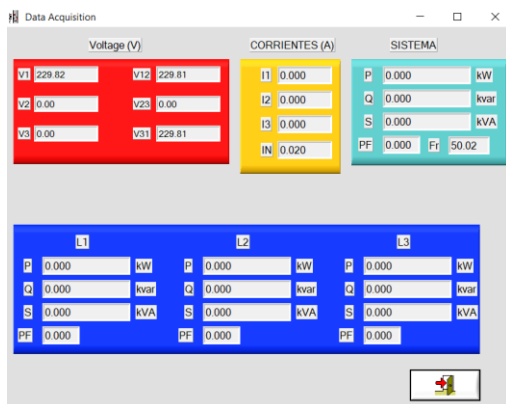 Data Acquisition
Voltage (V) CORRIENTES (A) SISTEMA
V1 229.82 V12 229.81 I1 0.000 P 0.000 kW
V2 0.00 V23 0.00 I2 0.000 Q 0.000 kvar
V3 0.00 V31 229.81 I3 0.000 S 0.000 kVA
IN 0.020 PF 0.000 Fr 50.02
L1 L2 L3
P 0.000 kW P 0.000 kW P 0.000 kW
Q 0.000 kvar Q 0.000 kvar Q 0.000 kvar
S 0.000 kVA S 0.000 kVA S 0.000 kVA
PF 0.000 PF 0.000 PF 0.000